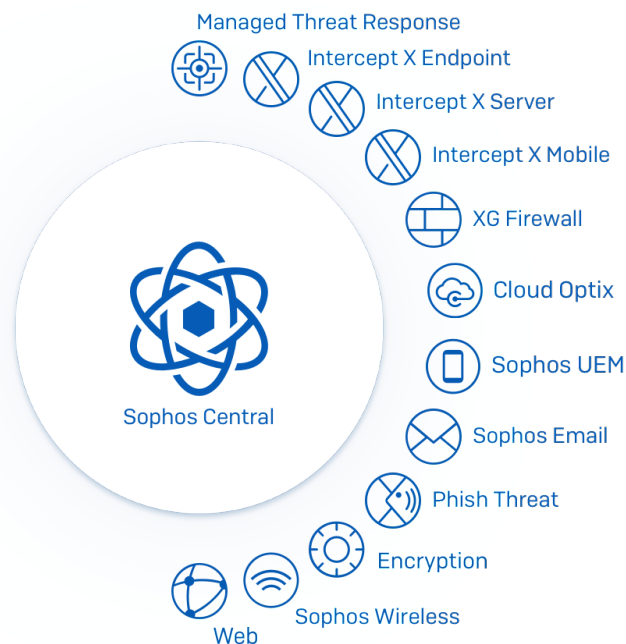 Managed Threat Response
Intercept X Endpoint
Intercept X Server
Intercept X Mobile
XG Firewall
Cloud Optix
Sophos UEM
Sophos Central
Sophos Email
Phish Threat
Encryption
Sophos Wireless
Web